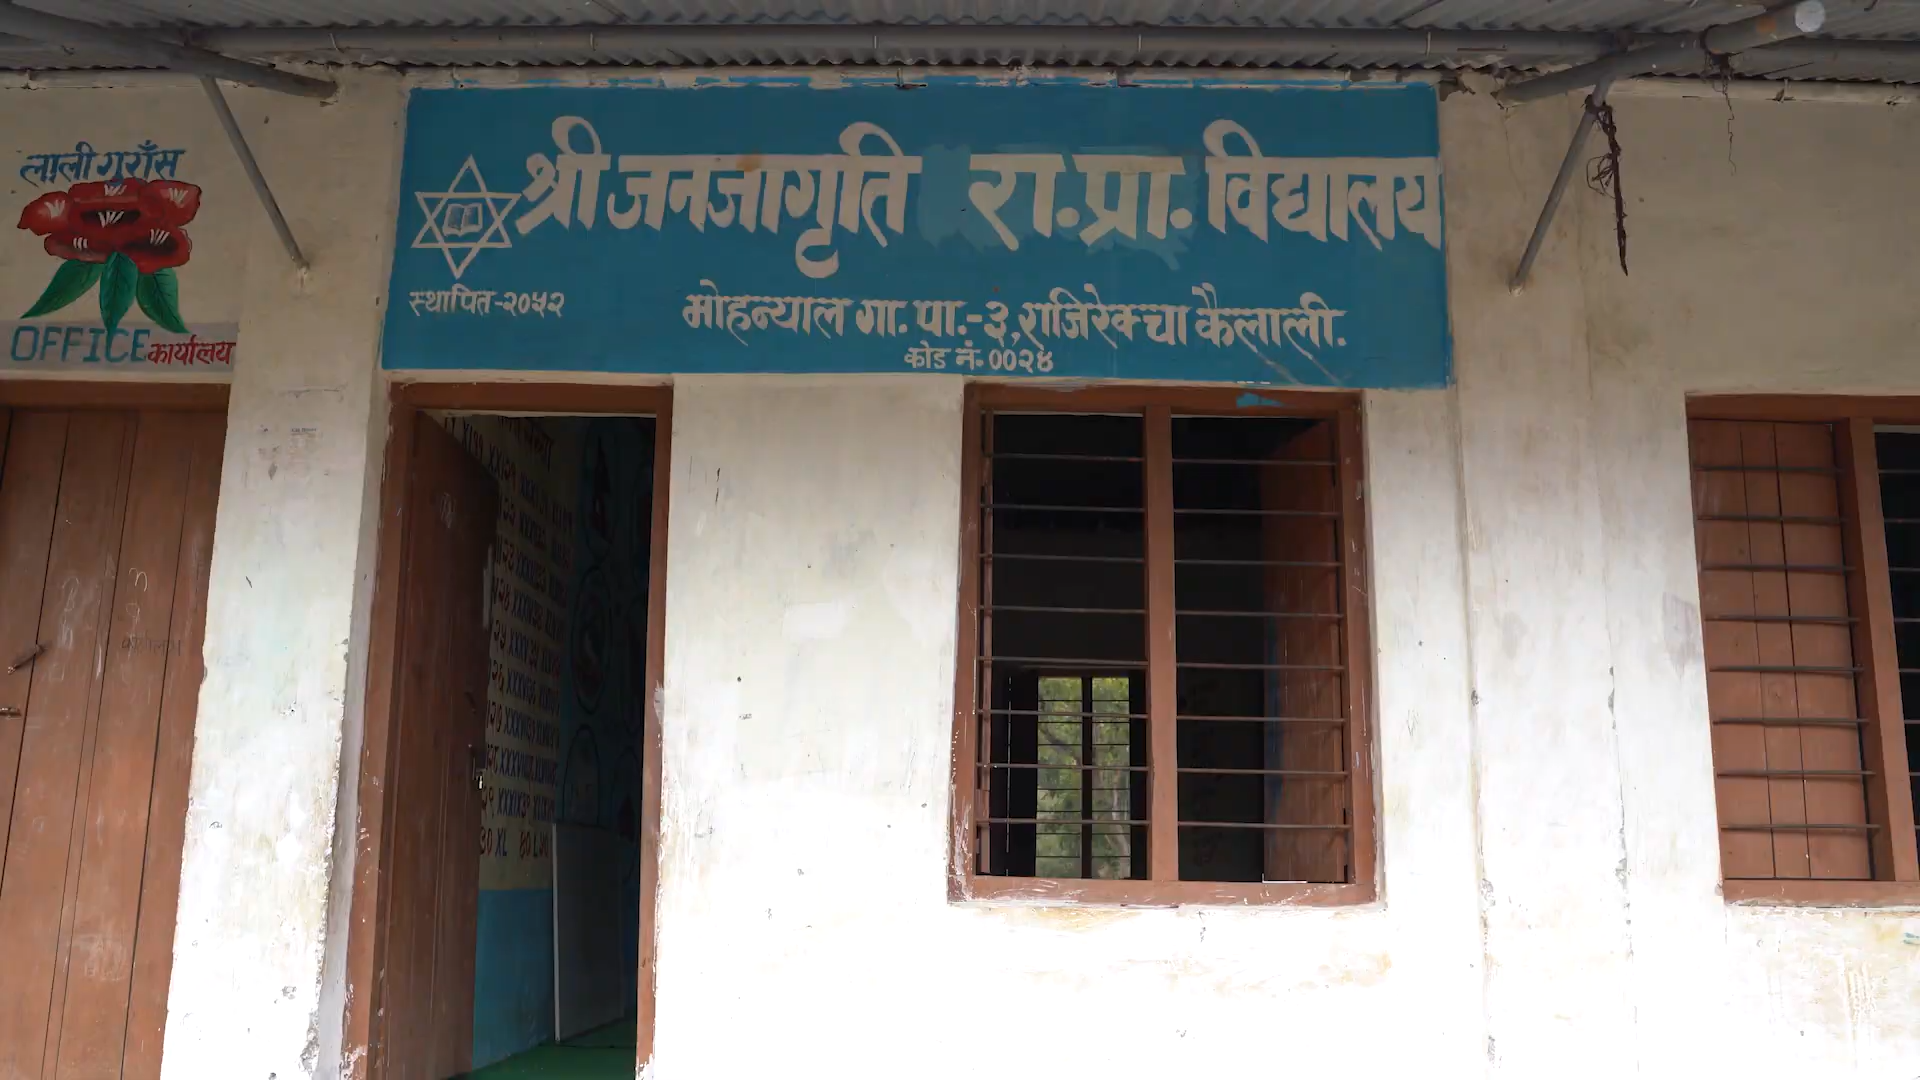 लाली गुराँस
OFFICE कार्यालय
श्री जनजागृति रा.प्रा. विद्यालय
स्थापित-२०५२
मोहन्याल गा. पा.-३, राजिरेक्चा कैलाली.
कोड नं. ००२४